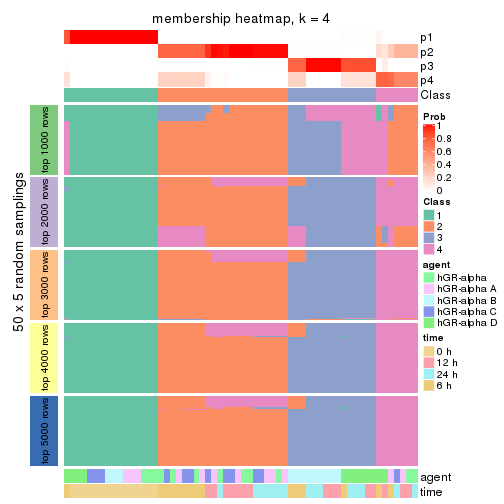 membership heatmap, k = 4
p1
p2
p3
p4
Class
50 x 5 random samplings
top 1000 rows
top 2000 rows
top 3000 rows
top 4000 rows
top 5000 rows
agent
time
Prob
1
0.8
0.6
0.4
0.2
0
Class
1
2
3
4
agent
hGR-alpha
hGR-alpha A
hGR-alpha B
hGR-alpha C
hGR-alpha D
time
0 h
12 h
24 h
6 h